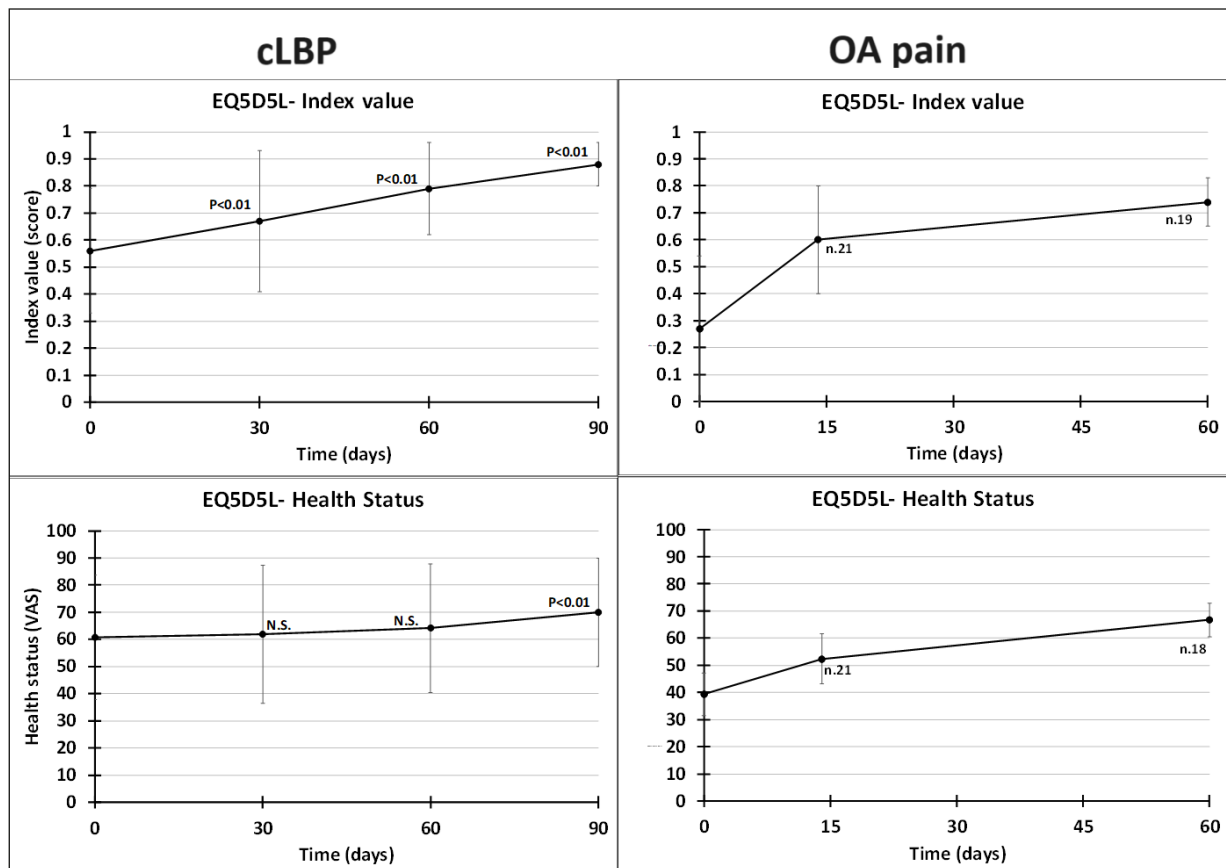 cLBP
OA pain
EQ5D5L- Index value
Index value (score)
1
0.9
0.8
0.7
0.6
0.5
0.4
0.3
0.2
0.1
0
P<0.01
P<0.01
P<0.01
0 30 60 90
Time (days)
EQ5D5L- Index value
1
0.9
0.8
0.7
0.6
0.5
0.4
0.3
0.2
0.1
0
n.21
n.19
0 15 30 45 60
Time (days)
EQ5D5L- Health Status
Health status (VAS)
100
90
80
70
60
50
40
30
20
10
0
N.S.
N.S.
P<0.01
0 30 60 90
Time (days)
EQ5D5L- Health Status
100
90
80
70
60
50
40
30
20
10
0
n.21
n.18
0 15 30 45 60
Time (days)